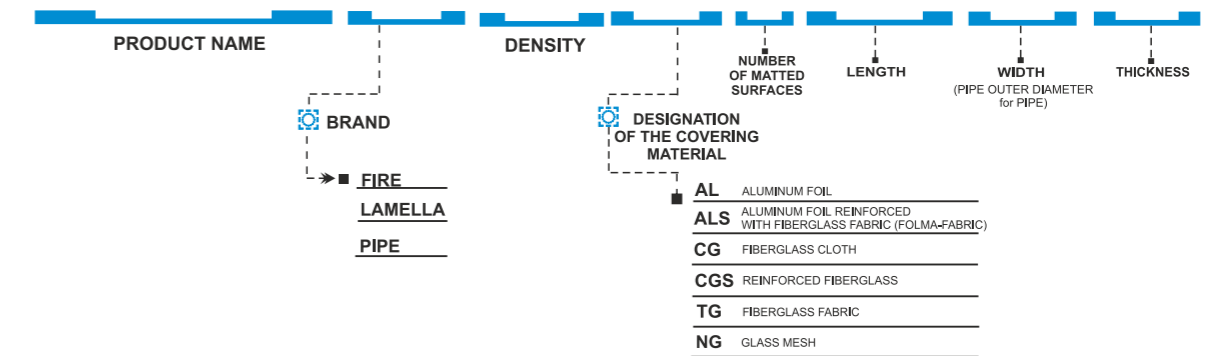 PRODUCT NAME
DENSITY
NUMBER
OF MATTED
SURFACES
LENGTH
WIDTH
(PIPE OUTER DIAMETER
for PIPE)
THICKNESS
BRAND
FIRE
LAMELLA
PIPE
DESIGNATION
OF THE COVERING
MATERIAL
AL ALUMINUM FOIL
ALS ALUMINUM FOIL REINFORCED
WITH FIBERGLASS FABRIC (FOLMA-FABRIC)
CG FIBERGLASS CLOTH
CGS REINFORCED FIBERGLASS
TG FIBERGLASS FABRIC
NG GLASS MESH